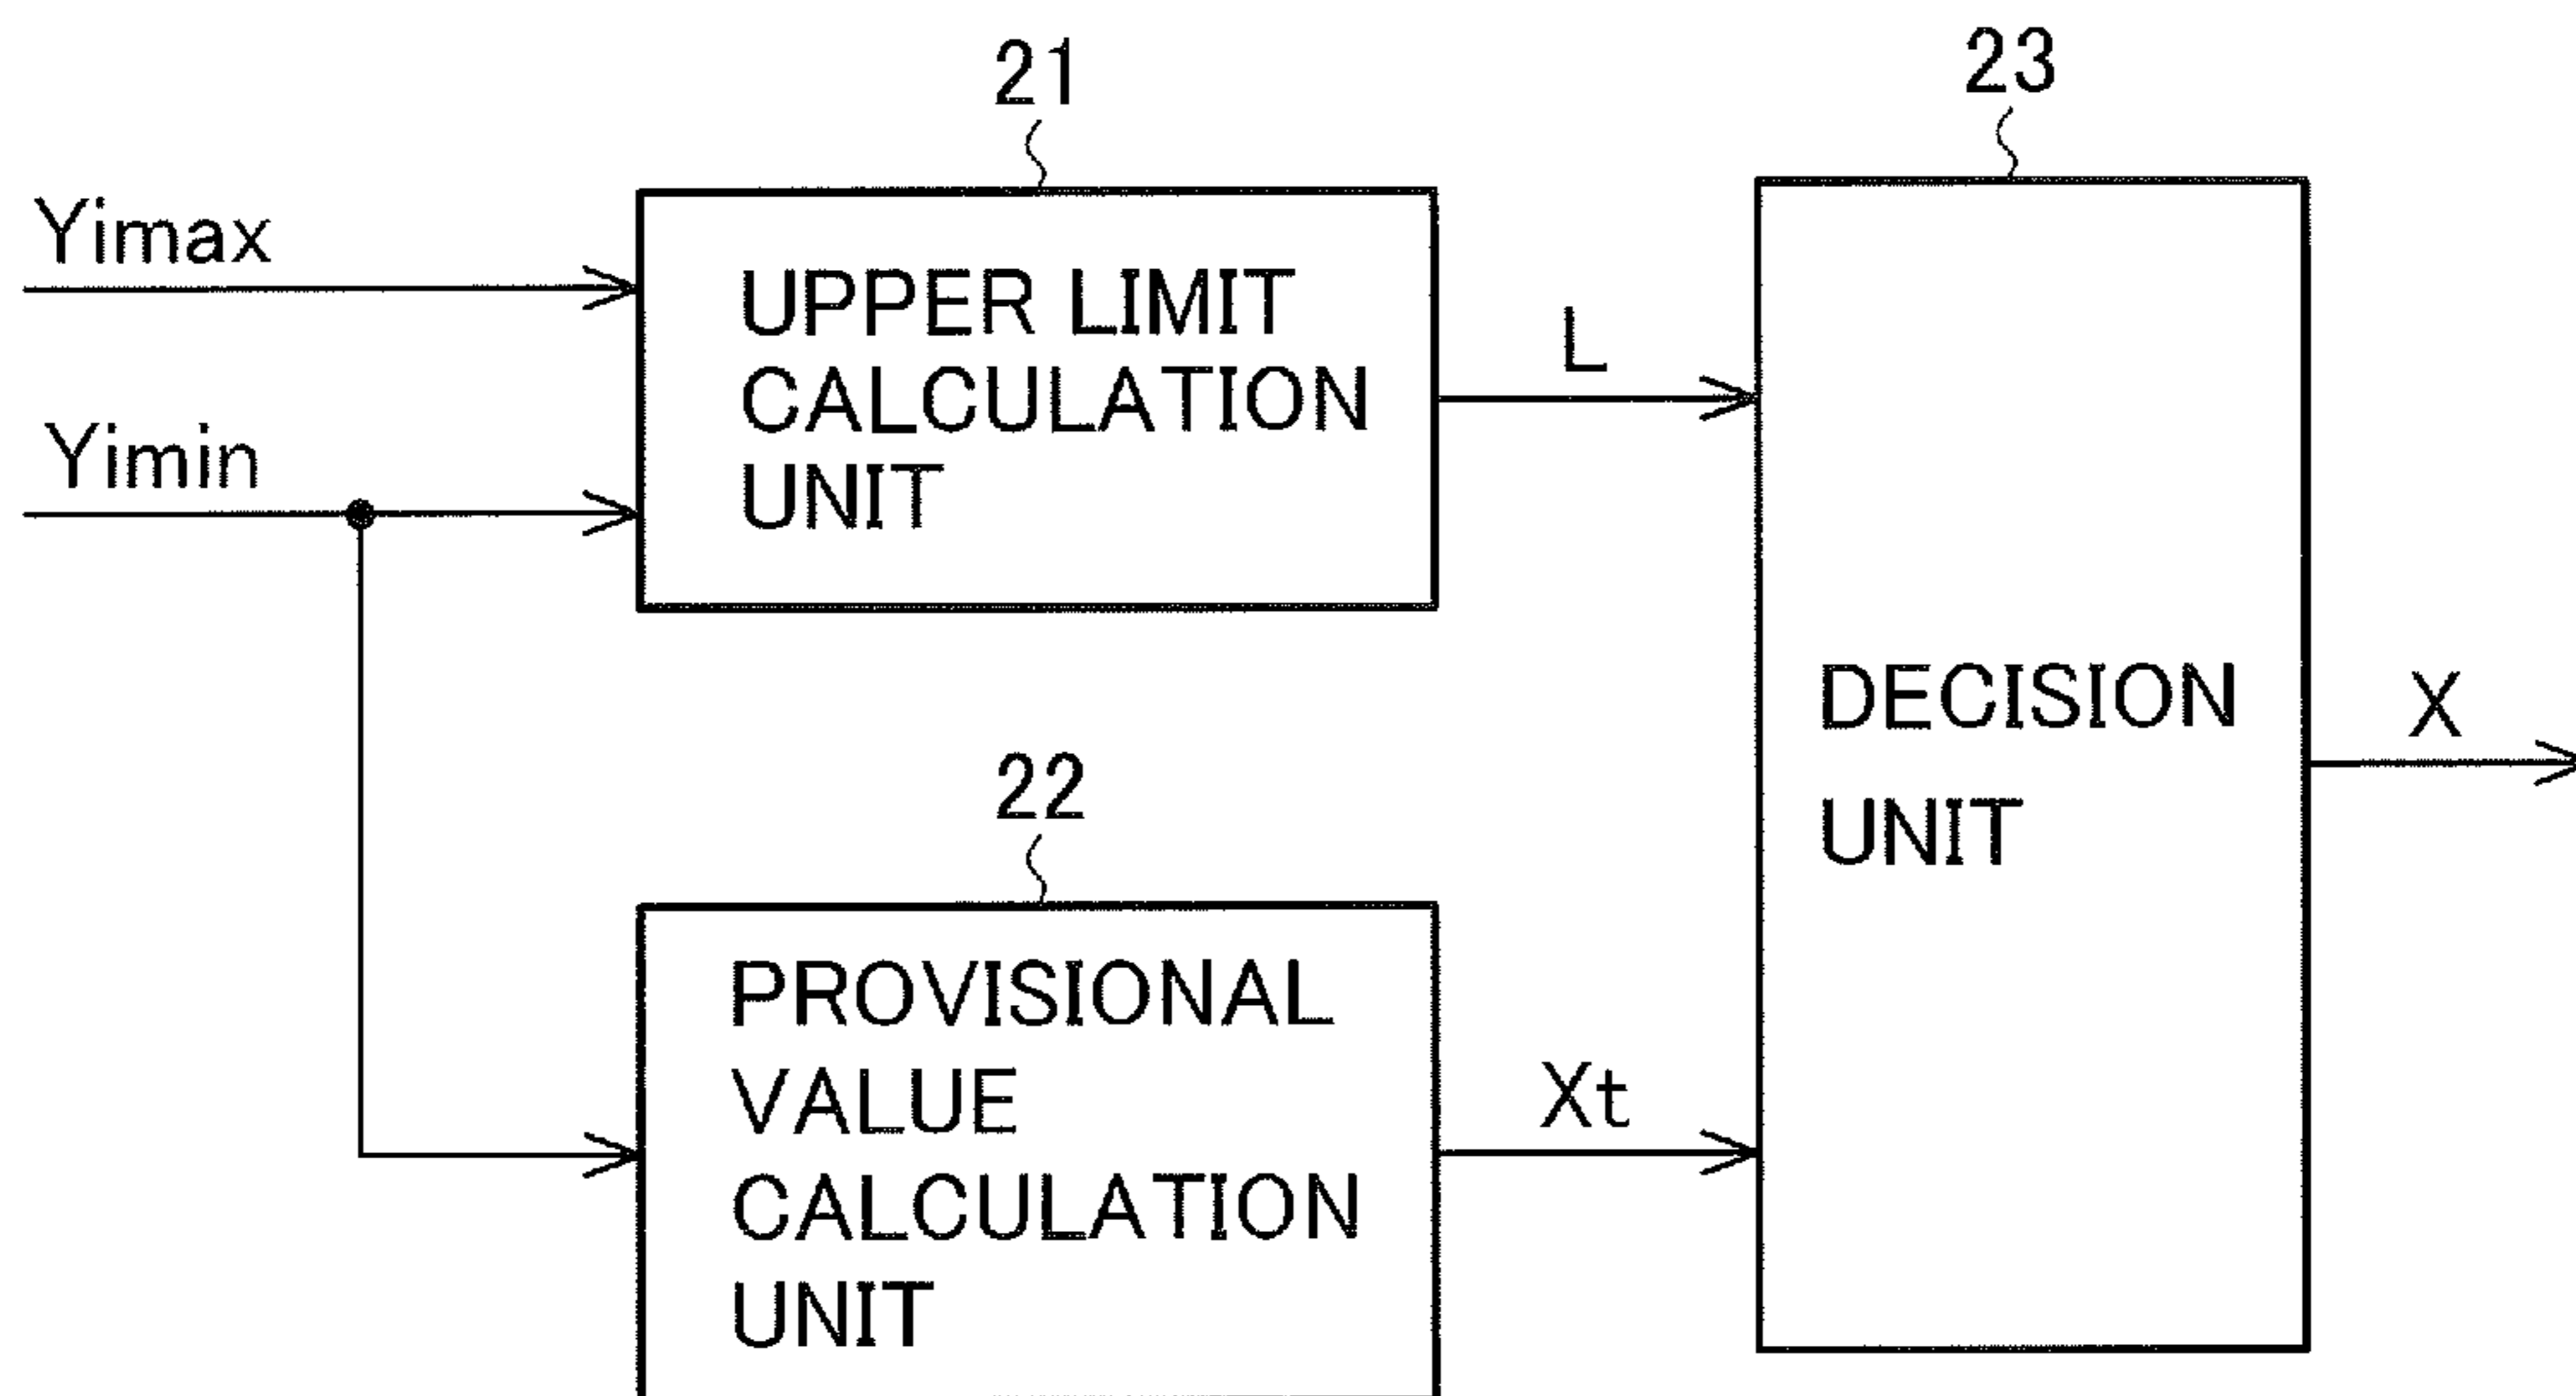 21
23
Yimax
Yimin
UPPER LIMIT
CALCULATION
UNIT
L
DECISION
UNIT
X
22
PROVISIONAL
VALUE
CALCULATION
UNIT
Xt